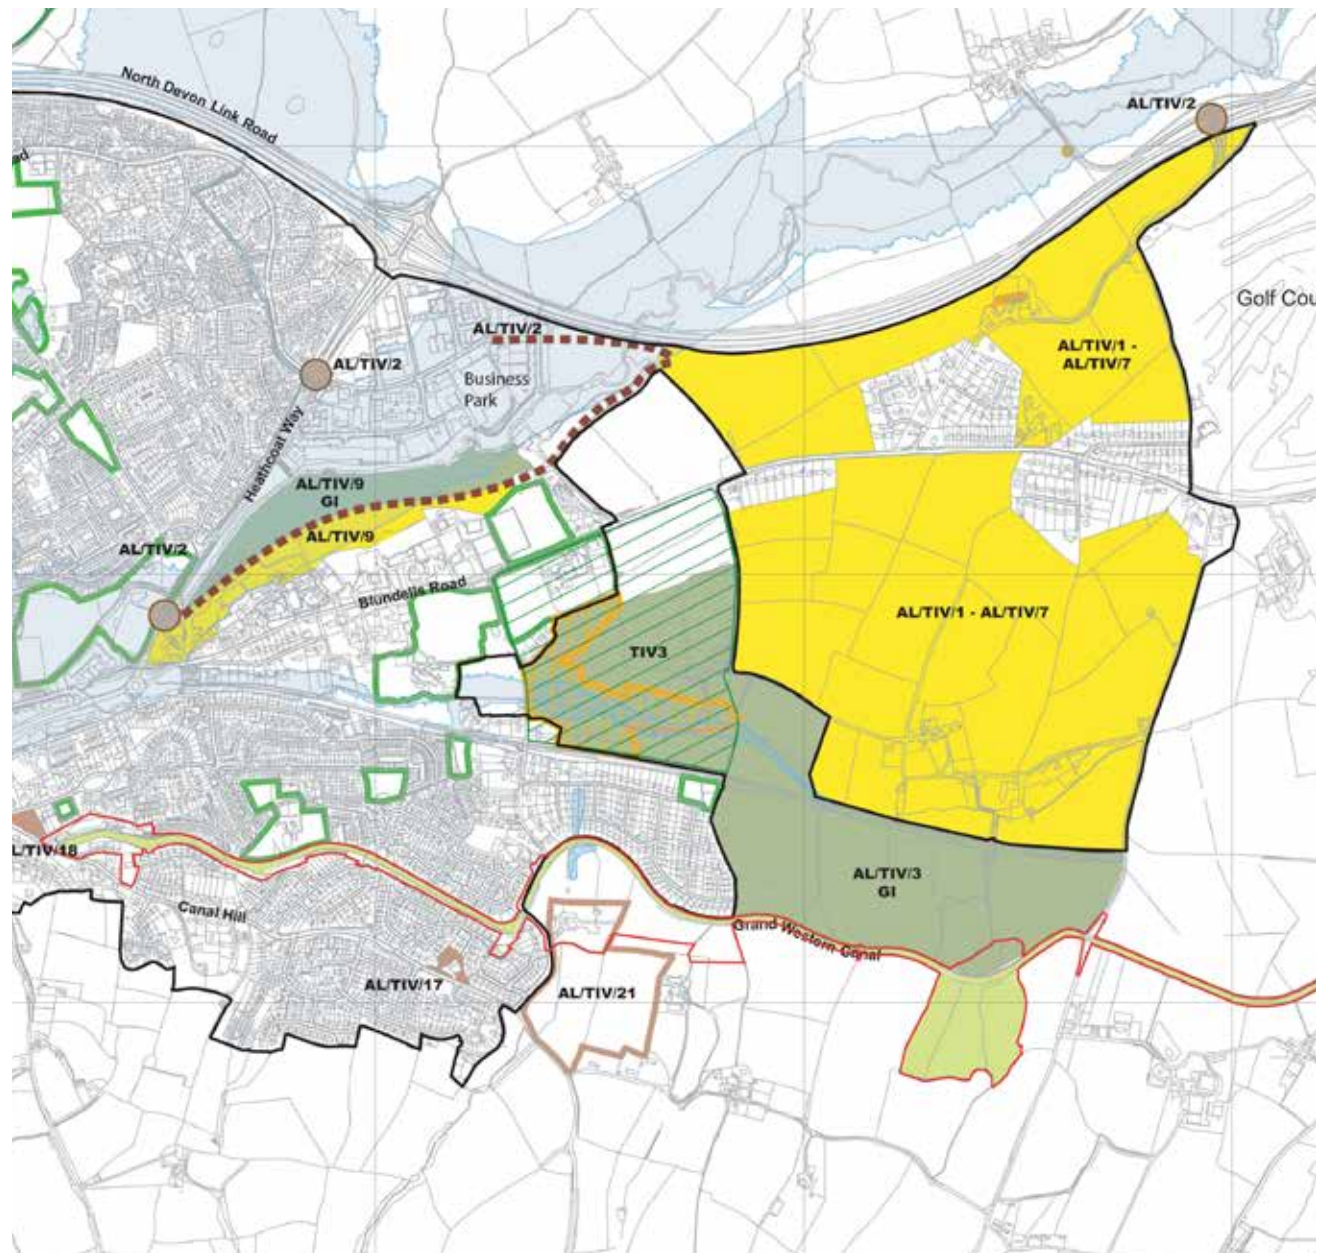 North Devon Link Road
AL/TIV/2
ad
Golf Cou
AL/TIV/2
AL/TIV/2
AL/TIV/1 -
AL/TIV/7
Business
Park
Heathcoat Way
AL/TIV/9
GI
AL/TIV/9
AL/TIV/2
Blundells Road
AL/TIV/1 - AL/TIV/7
TIV3
L/TIV/18
AL/TIV/3
GI
Canal Hill
Grand Western Canal
AL/TIV/17
AL/TIV/21